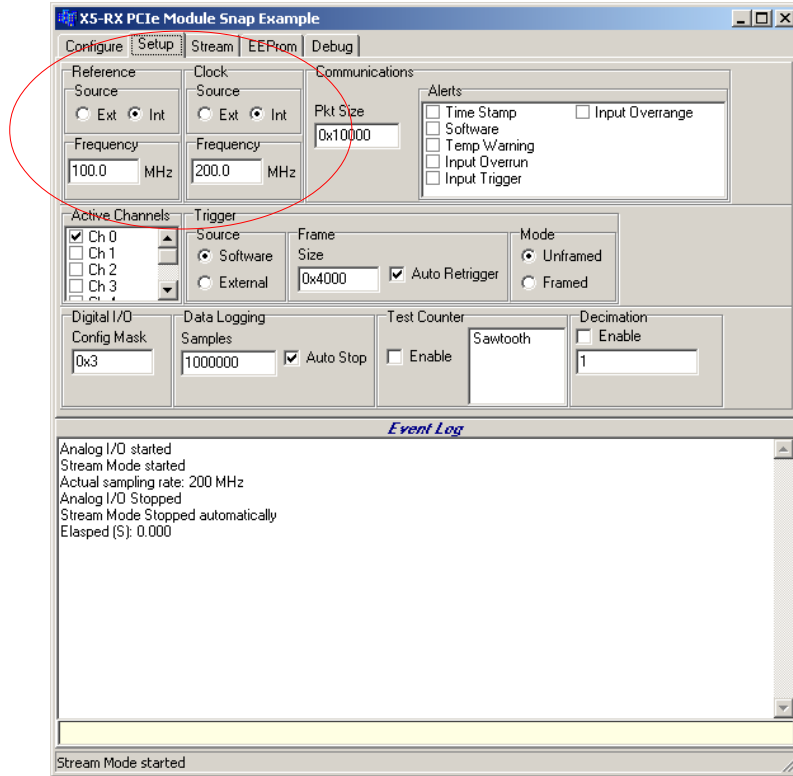 X5-RX PCIe Module Snap Example
Configure Setup Stream EEProm Debug
Reference Clock Communications
Source Source Alerts
Ext Int Ext Int Pkt Size Time Stamp Input Overrange
Software
0x10000
Frequency Frequency Temp Warning
Input Overrun
100.0 MHz 200.0 MHz Input Trigger
Active Channels Trigger
Ch 0 Source Frame Mode
Ch 1 Software Size Unframed
Ch 2
Ch 3 External 0x4000 Auto Retrigger Framed
Digital I/O Data Logging Test Counter Decimation
Config Mask Samples Sawtooth Enable
0x3 1000000 Auto Stop Enable 1
Event Log
Analog I/O started
Stream Mode started
Actual sampling rate: 200 MHz
Analog I/O Stopped
Stream Mode Stopped automatically
Elasped (S): 0.000
Stream Mode started